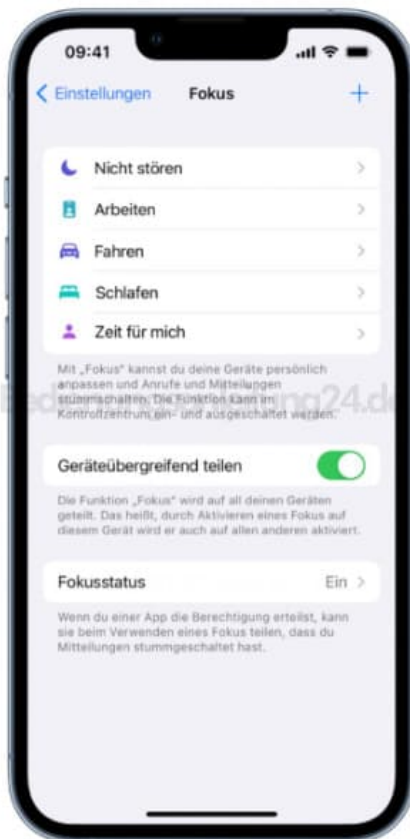 09:41
Einstellungen Fokus +
Nicht stören
Arbeiten
Fahren
Schlafen
Zeit für mich
Mit „Fokus“ kannst du deine Geräte persönlich
anpassen und Anrufe und Mitteilungen
stummschalten. Die Funktion kann im
Kontrollzentrum ein- und ausgeschaltet werden.
Geräteübergreifend teilen
Die Funktion „Fokus“ wird auf all deinen Geräten
geteilt. Das heißt, durch Aktivieren eines Fokus auf
diesem Gerät wird er auch auf allen anderen aktiviert.
Fokusstatus Ein
Wenn du einer App die Berechtigung erteilst, kann
sie beim Verwenden eines Fokus teilen, dass du
Mitteilungen stummgeschaltet hast.